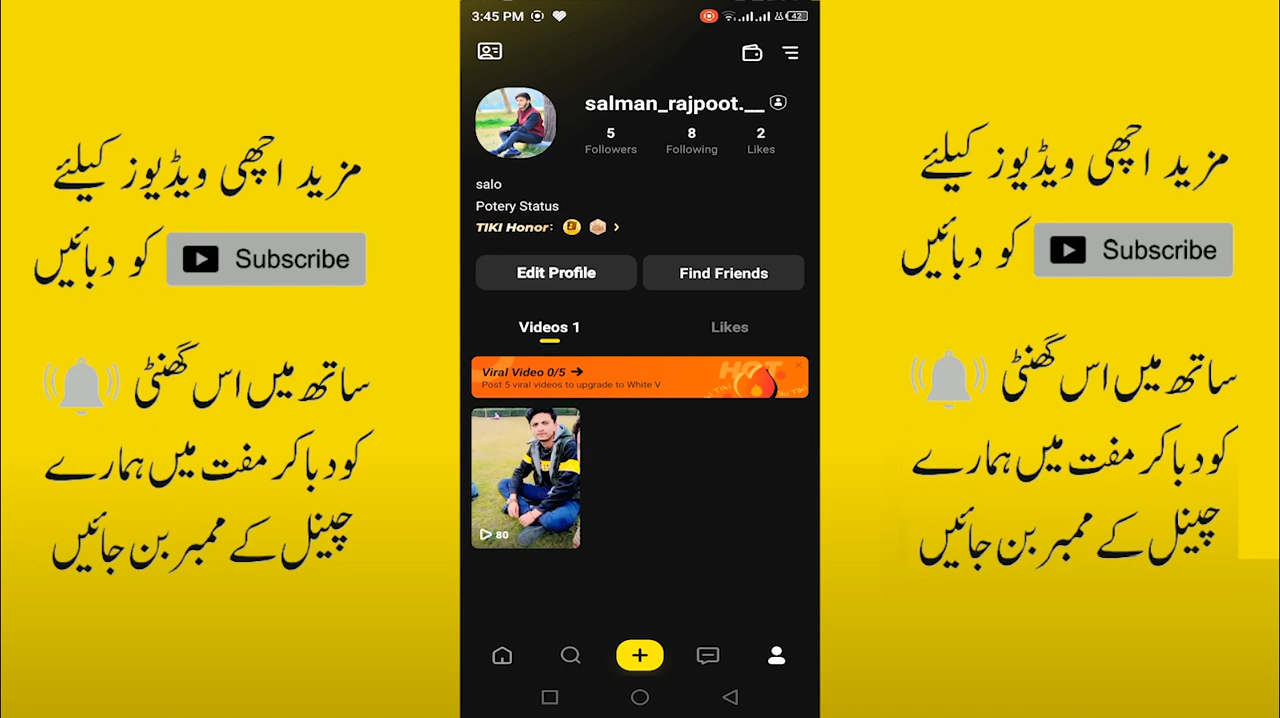 مزید اچھی ویڈیوز کیلئے
Subscribe کو دبائیں
ساتھ میں اس گھنٹی
کو دبا کر مفت میں ہمارے
چینل کے ممبر بن جائیں
3:45 PM
42
salman_rajpoot.__
5 8 2
Followers Following Likes
salo
Potery Status
TIKI Honor:
Edit Profile Find Friends
Videos 1 Likes
Viral Video 0/5 →
Post 5 viral videos to upgrade to White V
HOT
80
مزید اچھی ویڈیوز کیلئے
Subscribe کو دبائیں
ساتھ میں اس گھنٹی
کو دبا کر مفت میں ہمارے
چینل کے ممبر بن جائیں